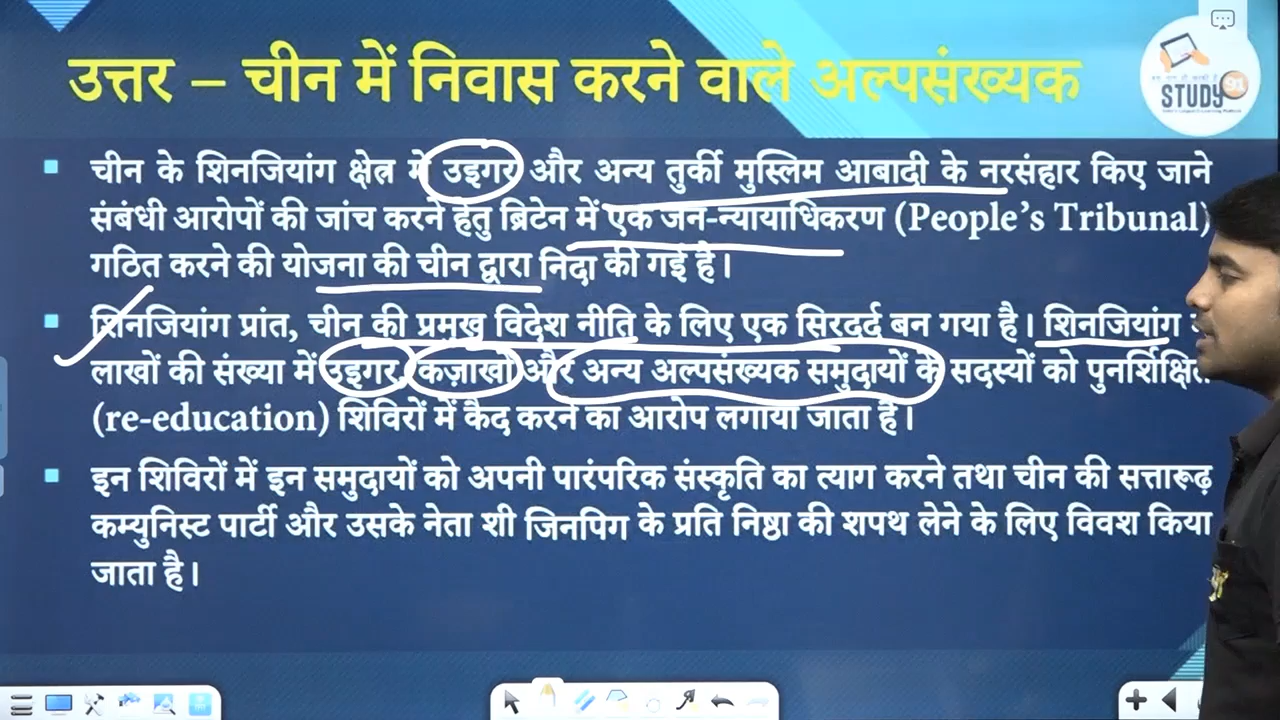 उत्तर – चीन में निवास करने वाले अल्पसंख्यक
STUDY 91
चीन के शिनजियांग क्षेत्र में उइगर और अन्य तुर्की मुस्लिम आबादी के नरसंहार किए जाने
संबंधी आरोपों की जांच करने हेतु ब्रिटेन में एक जन-न्यायाधिकरण (People's Tribunal)
गठित करने की योजना की चीन द्वारा निंदा की गई है।
शिनजियांग प्रांत, चीन की प्रमुख विदेश नीति के लिए एक सिरदर्द बन गया है। शिनजियांग
लाखों की संख्या में उइगर, कज़ाखों और अन्य अल्पसंख्यक समुदायों के सदस्यों को पुनर्शिक्षित
(re-education) शिविरों में कैद करने का आरोप लगाया जाता है।
इन शिविरों में इन समुदायों को अपनी पारंपरिक संस्कृति का त्याग करने तथा चीन की सत्तारूढ़
कम्युनिस्ट पार्टी और उसके नेता शी जिनपिंग के प्रति निष्ठा की शपथ लेने के लिए विवश किया
जाता है।